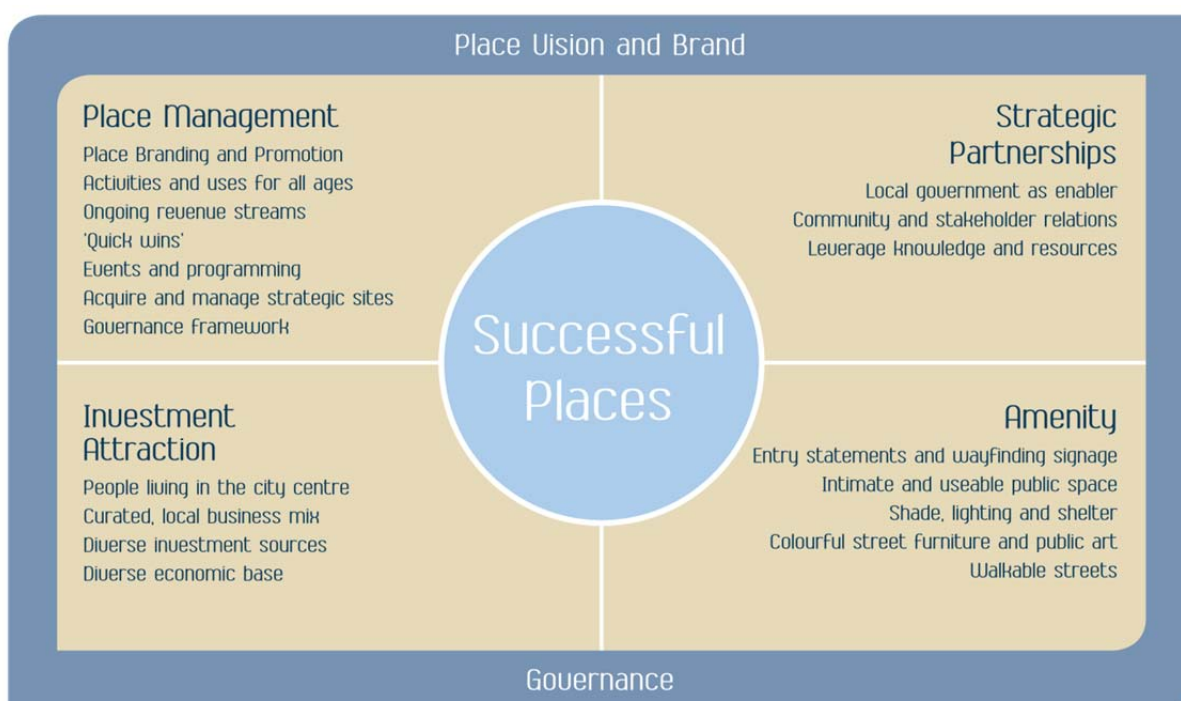 Place Vision and Brand
Place Management
Place Branding and Promotion
Activities and uses for all ages
Ongoing revenue streams
'Quick wins'
Events and programming
Acquire and manage strategic sites
Governance framework
Strategic
Partnerships
Local government as enabler
Community and stakeholder relations
Leverage knowledge and resources
Successful
Places
Investment
Attraction
People living in the city centre
Curated, local business mix
Diverse investment sources
Diverse economic base
Amenity
Entry statements and wayfinding signage
Intimate and useable public space
Shade, lighting and shelter
Colourful street furniture and public art
Walkable streets
Governance